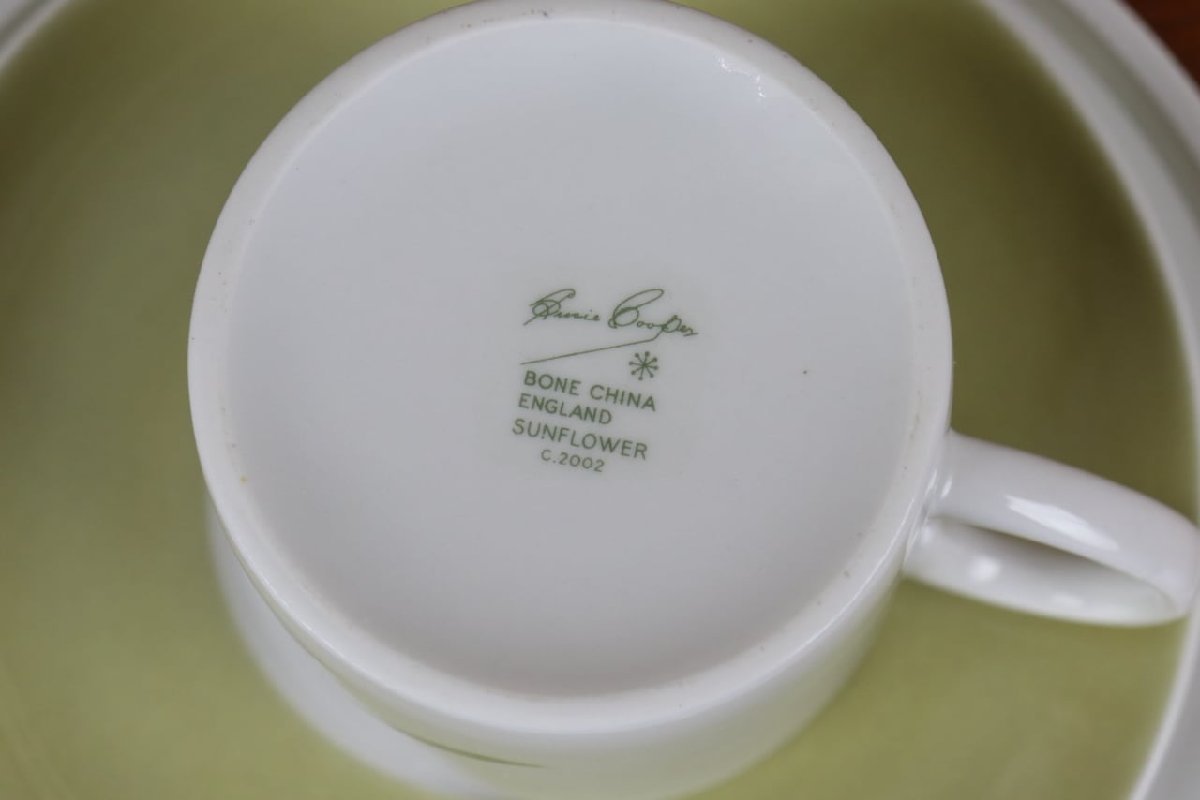 Susie Cooper
BONE CHINA
ENGLAND
SUNFLOWER
C.2002